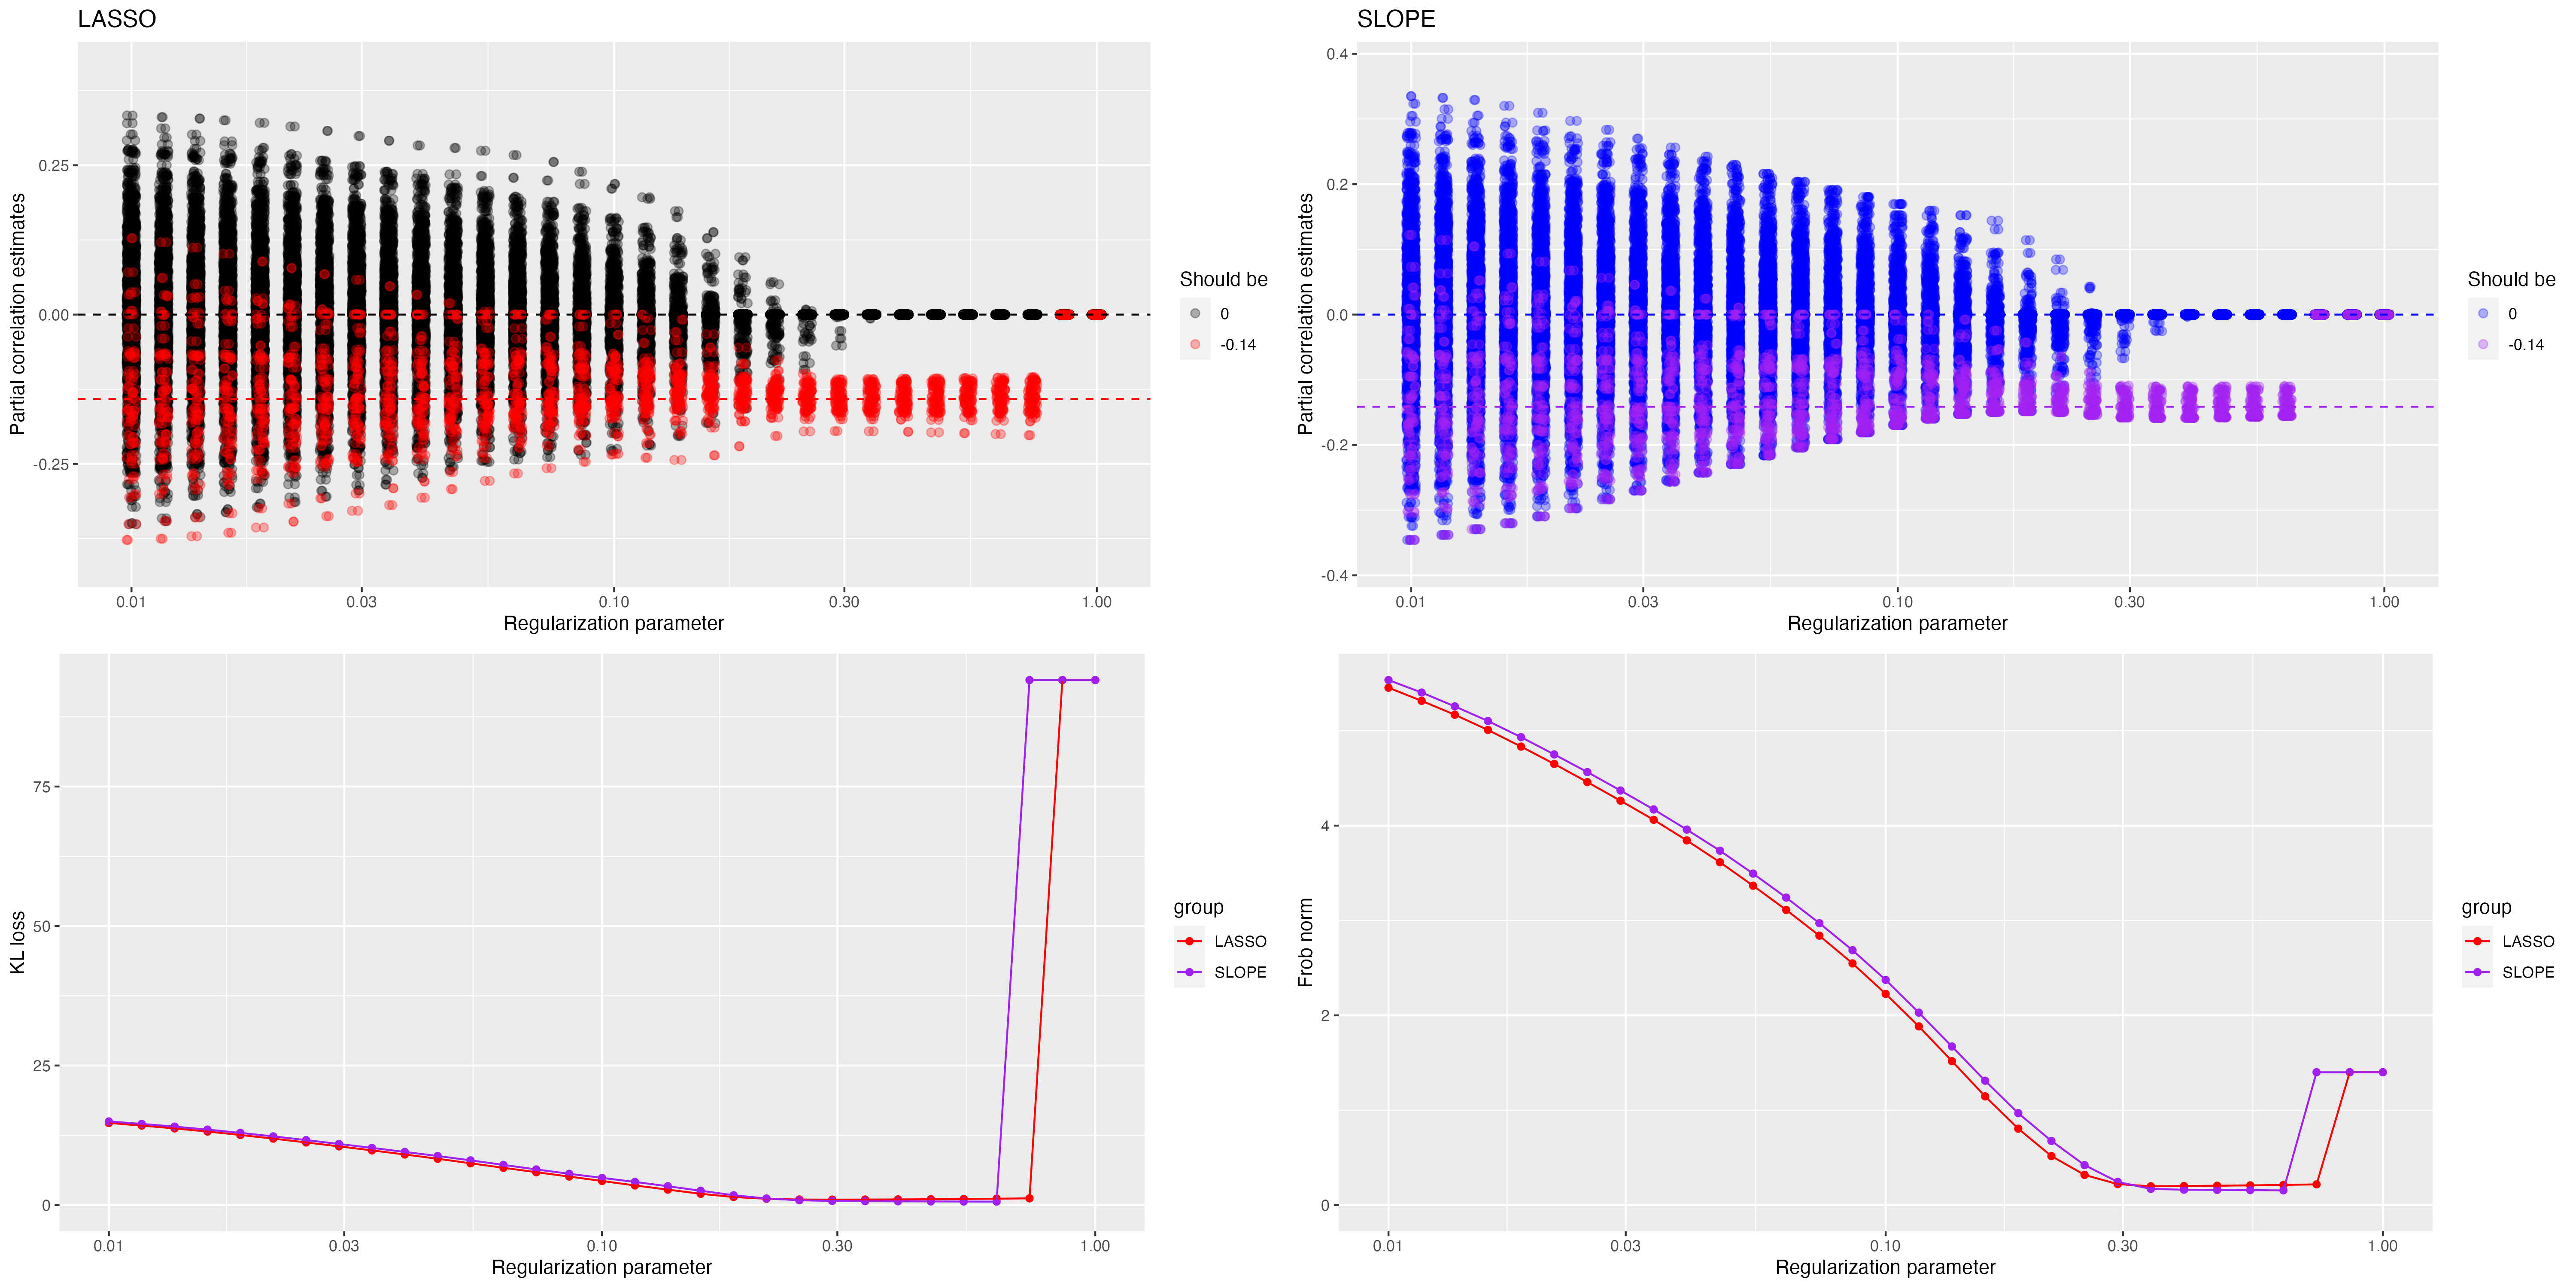 LASSO
Partial correlation estimates
0.25
0.00
-0.25
0.01
0.03
0.10
0.30
1.00
Regularization parameter
Should be
0
-0.14
SLOPE
Partial correlation estimates
0.4
0.2
0.0
-0.2
-0.4
0.01
0.03
0.10
0.30
1.00
Regularization parameter
Should be
0
-0.14
KL loss
75
50
25
0
0.01
0.03
0.10
0.30
1.00
Regularization parameter
group
LASSO
SLOPE
Frob norm
4
2
0
0.01
0.03
0.10
0.30
1.00
Regularization parameter
group
LASSO
SLOPE